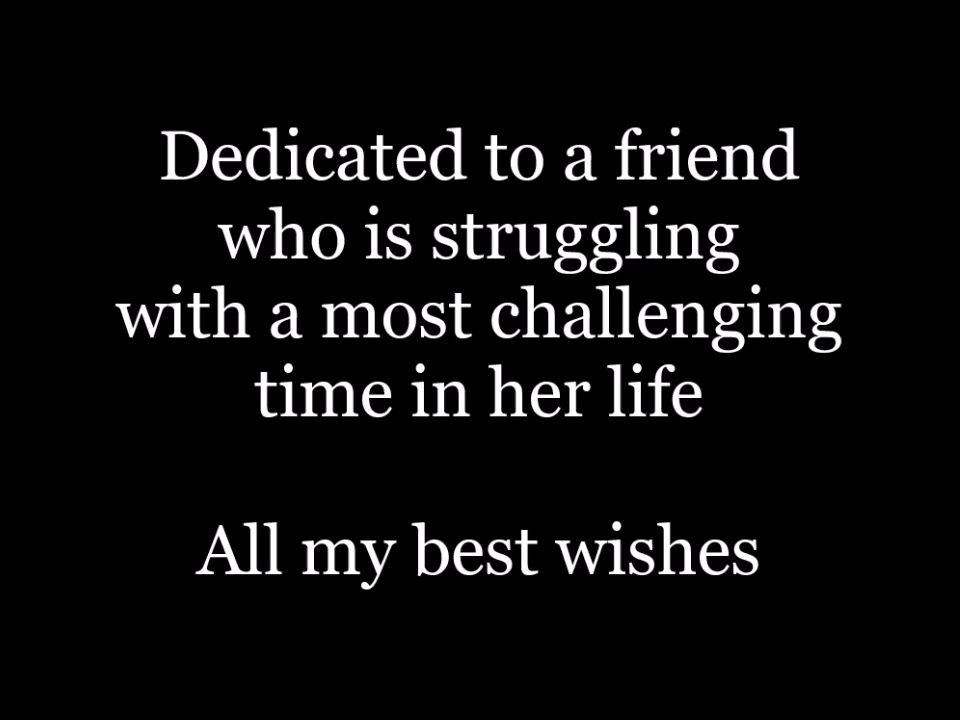 Dedicated to a friend
who is struggling
with a most challenging
time in her life
All my best wishes